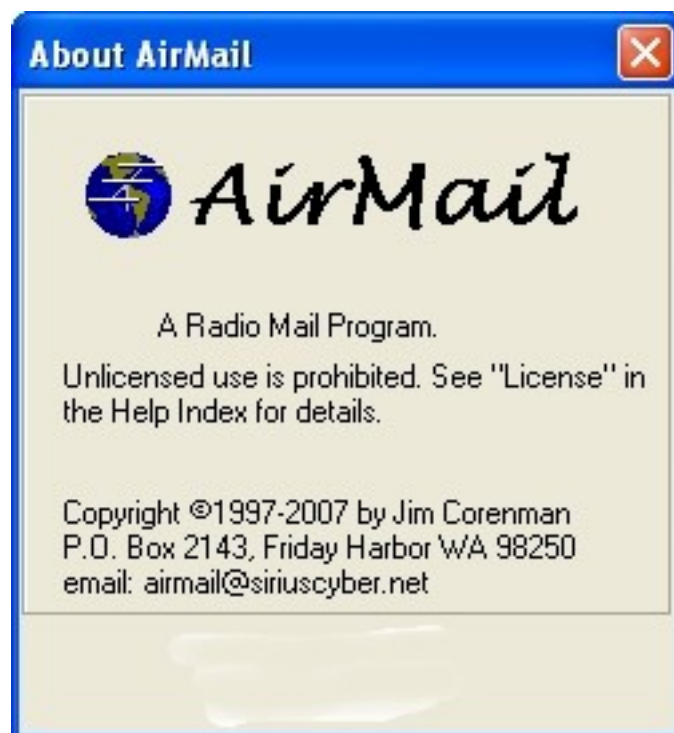 About AirMail
AirMail
A Radio Mail Program.
Unlicensed use is prohibited. See "License" in
the Help Index for details.
Copyright ©1997-2007 by Jim Corenman
P.O. Box 2143, Friday Harbor WA 98250
email: airmail@siriuscyber.net